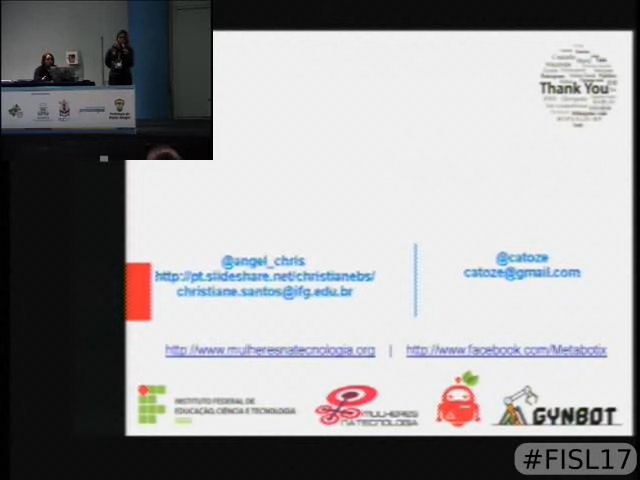 Thank You
@angel_chris
http://pt.slideshare.net/christianebs/
christiane.santos@ifg.edu.br
@catoze
catoze@gmail.com
http://www.mulheresnatecnologia.org | http://www.facebook.com/Metabotix
INSTITUTO FEDERAL DE
EDUCAÇÃO, CIÊNCIA E TECNOLOGIA
MULHERES
NA TECNOLOGIA
GYNBOT
#FISL17